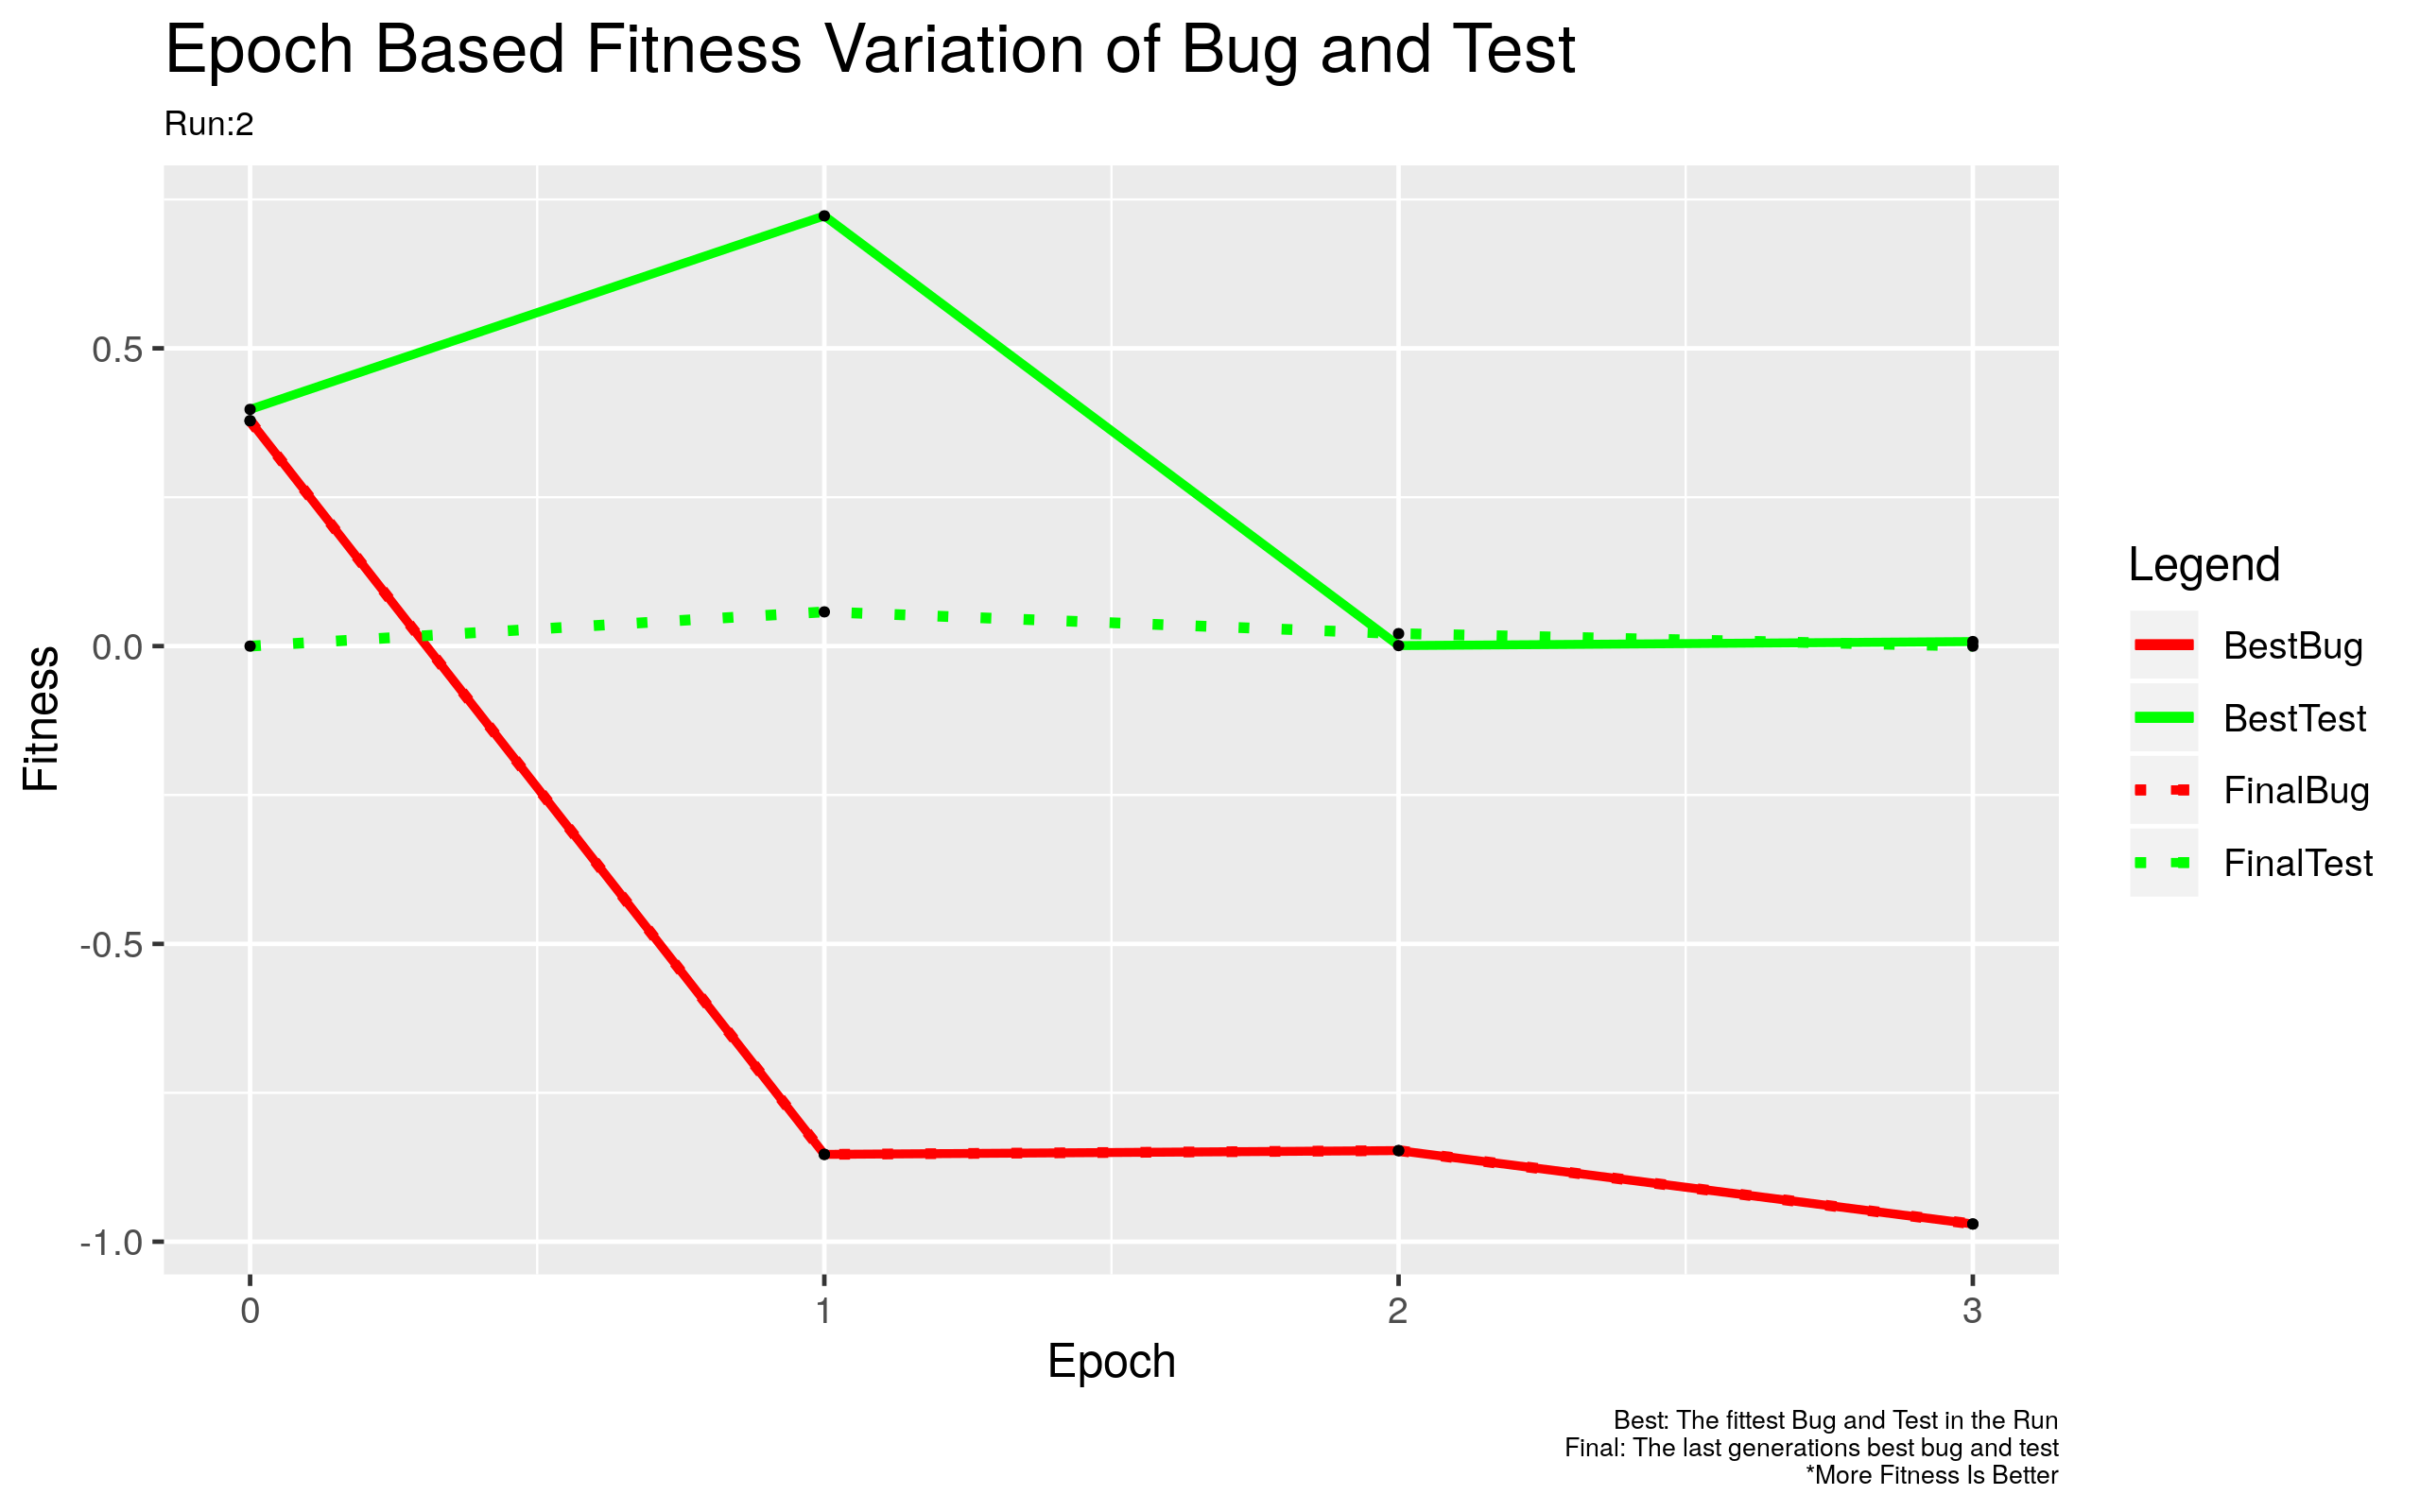 Epoch Based Fitness Variation of Bug and Test
Run:2
Fitness
0.5
0.0
-0.5
-1.0
0
1
2
3
Epoch
Legend
BestBug
BestTest
FinalBug
FinalTest
Best: The fittest Bug and Test in the Run
Final: The last generations best bug and test
*More Fitness Is Better